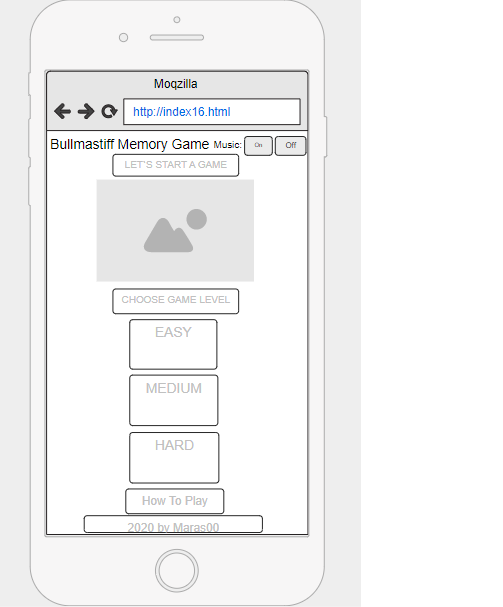 Moqzilla
http://index16.html
Bullmastiff Memory Game Music: On Off
LET'S START A GAME
CHOOSE GAME LEVEL
EASY
MEDIUM
HARD
How To Play
2020 by Maras00